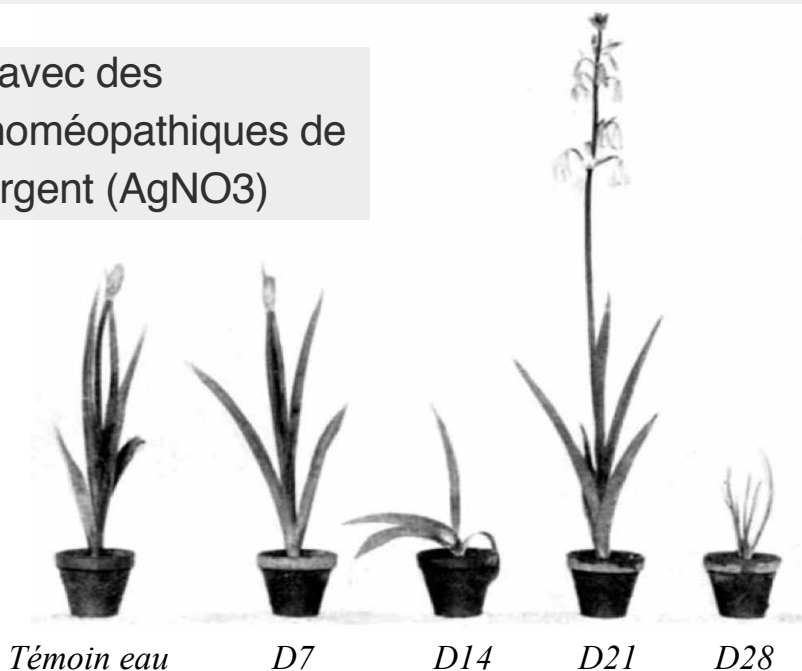 avec des
homéopathiques de
rgent (AgNO3)
Témoin eau D7 D14 D21 D28